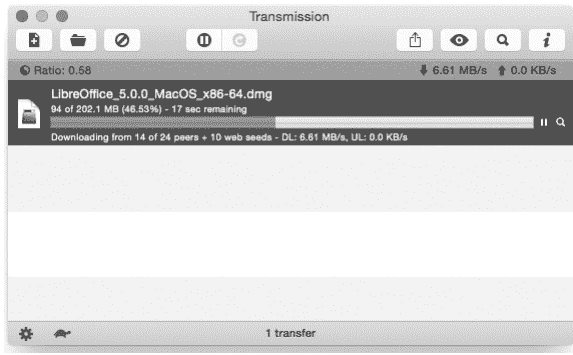 Transmission
Ratio: 0.58
6.61 MB/s 0.0 KB/s
LibreOffice_5.0.0_MacOS_x86-64.dmg
94 of 202.1 MB (46.53%) - 17 sec remaining
Downloading from 14 of 24 peers + 10 web seeds - DL: 6.61 MB/s, UL: 0.0 KB/s
1 transfer